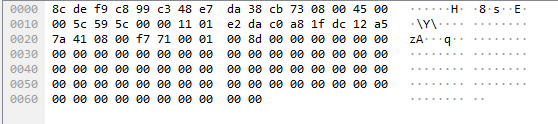 0000 8c de f9 c8 99 c3 48 e7 da 38 cb 73 08 00 45 00 ······H· ·8·s··E·
0010 00 5c 59 5c 00 00 11 01 e2 da c0 a8 1f dc 12 a5 ·\Y\···· ········
0020 7a 41 08 00 f7 71 00 01 00 8d 00 00 00 00 00 00 zA···q·· ········
0030 00 00 00 00 00 00 00 00 00 00 00 00 00 00 00 00 ········ ········
0040 00 00 00 00 00 00 00 00 00 00 00 00 00 00 00 00 ········ ········
0050 00 00 00 00 00 00 00 00 00 00 00 00 00 00 00 00 ········ ········
0060 00 00 00 00 00 00 00 00 00 00 ········ ··